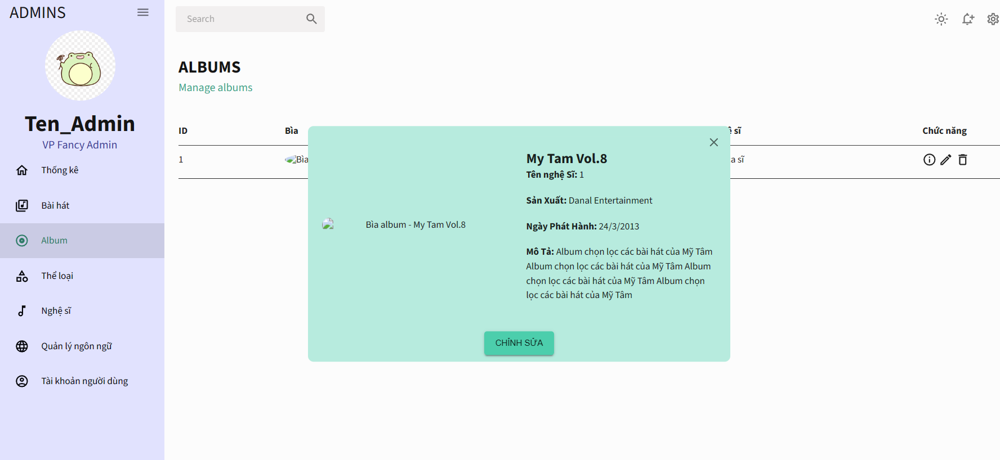 ADMINS
Search
Ten_Admin
VP Fancy Admin
Thống kê
Bài hát
Album
Thể loại
Nghệ sĩ
Quản lý ngôn ngữ
Tài khoản người dùng
ALBUMS
Manage albums
ID Bìa sĩ Chức năng
1 Bìa sĩ
My Tam Vol.8
Tên nghệ Sĩ: 1
Sản Xuất: Danal Entertainment
Ngày Phát Hành: 24/3/2013
Bìa album - My Tam Vol.8
Mô Tả: Album chọn lọc các bài hát của Mỹ Tâm
Album chọn lọc các bài hát của Mỹ Tâm Album
chọn lọc các bài hát của Mỹ Tâm Album chọn
lọc các bài hát của Mỹ Tâm
CHỈNH SỬA